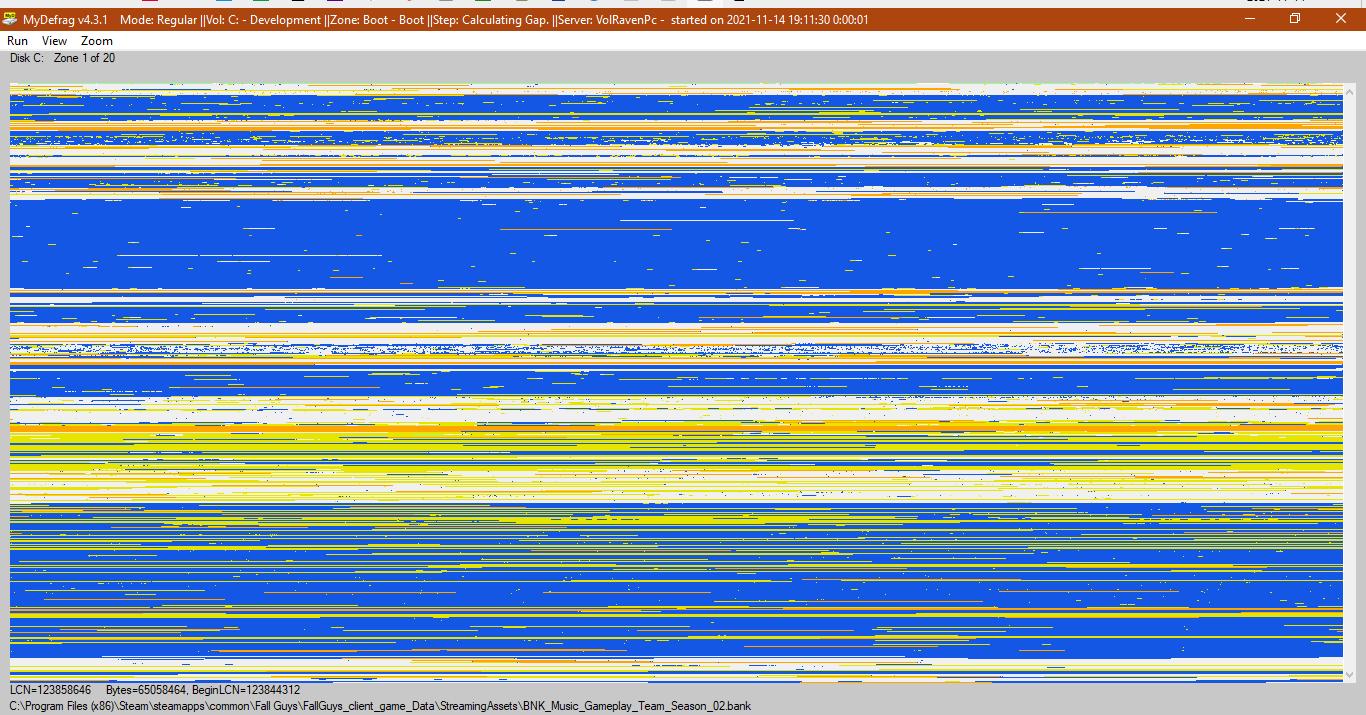 MyDefrag v4.3.1 Mode: Regular ||Vol: C: - Development ||Zone: Boot - Boot ||Step: Calculating Gap. ||Server: VolRavenPc - started on 2021-11-14 19:11:30 0:00:01
Run View Zoom
Disk C: Zone 1 of 20
LCN=123858646 Bytes=65058464, BeginLCN=123844312
C:\Program Files (x86)\Steam\steamapps\common\Fall Guys\FallGuys_client_game_Data\StreamingAssets\BNK_Music_Gameplay_Team_Season_02.bank